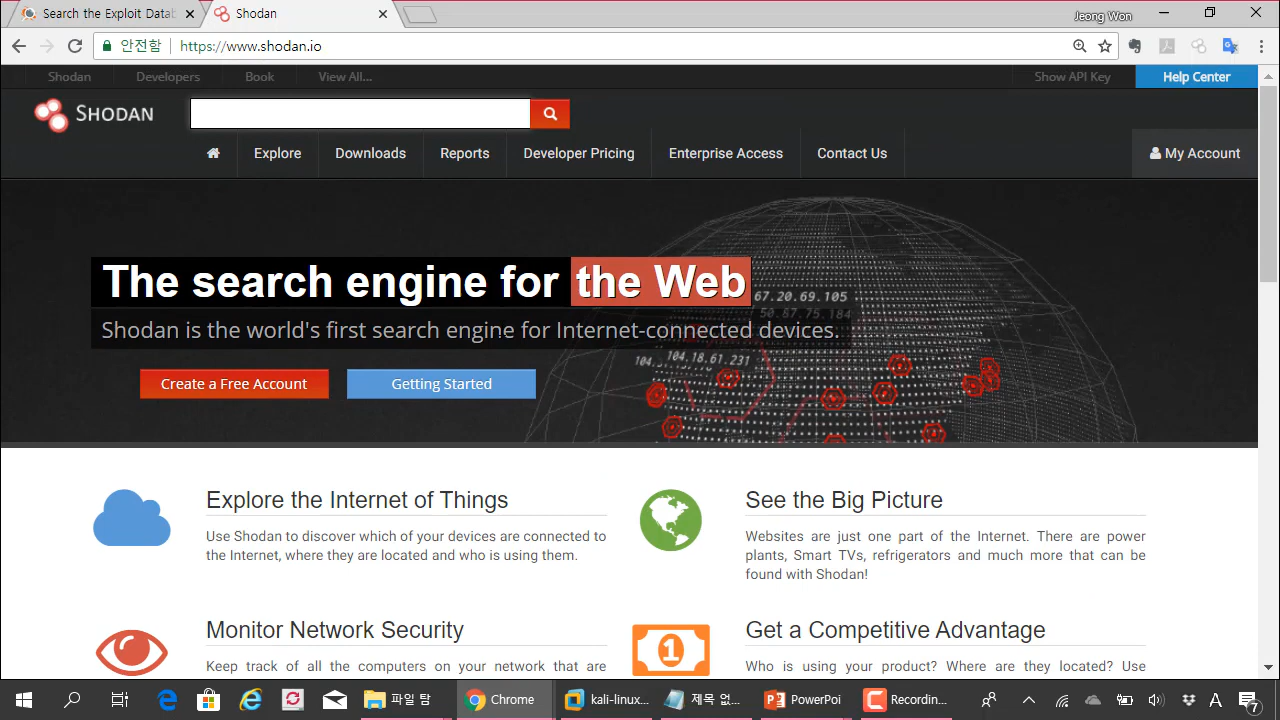 Search the Exploit Datab
Shodan
Jeong Won
안전함
https://www.shodan.io
Shodan
Developers
Book
View All...
Show API Key
Help Center
SHODAN
Explore
Downloads
Reports
Developer Pricing
Enterprise Access
Contact Us
My Account
The search engine for the Web
Shodan is the world's first search engine for Internet-connected devices.
67.20.69.105
50.87.75.184
104.
104.18.61.231
Create a Free Account
Getting Started
Explore the Internet of Things
Use Shodan to discover which of your devices are connected to
the Internet, where they are located and who is using them.
See the Big Picture
Websites are just one part of the Internet. There are power
plants, Smart TVs, refrigerators and much more that can be
found with Shodan!
Monitor Network Security
Keep track of all the computers on your network that are
Get a Competitive Advantage
Who is using your product? Where are they located? Use
파일 탐
Chrome
kali-linux...
제목 없...
PowerPoi
Recordin...
A
7